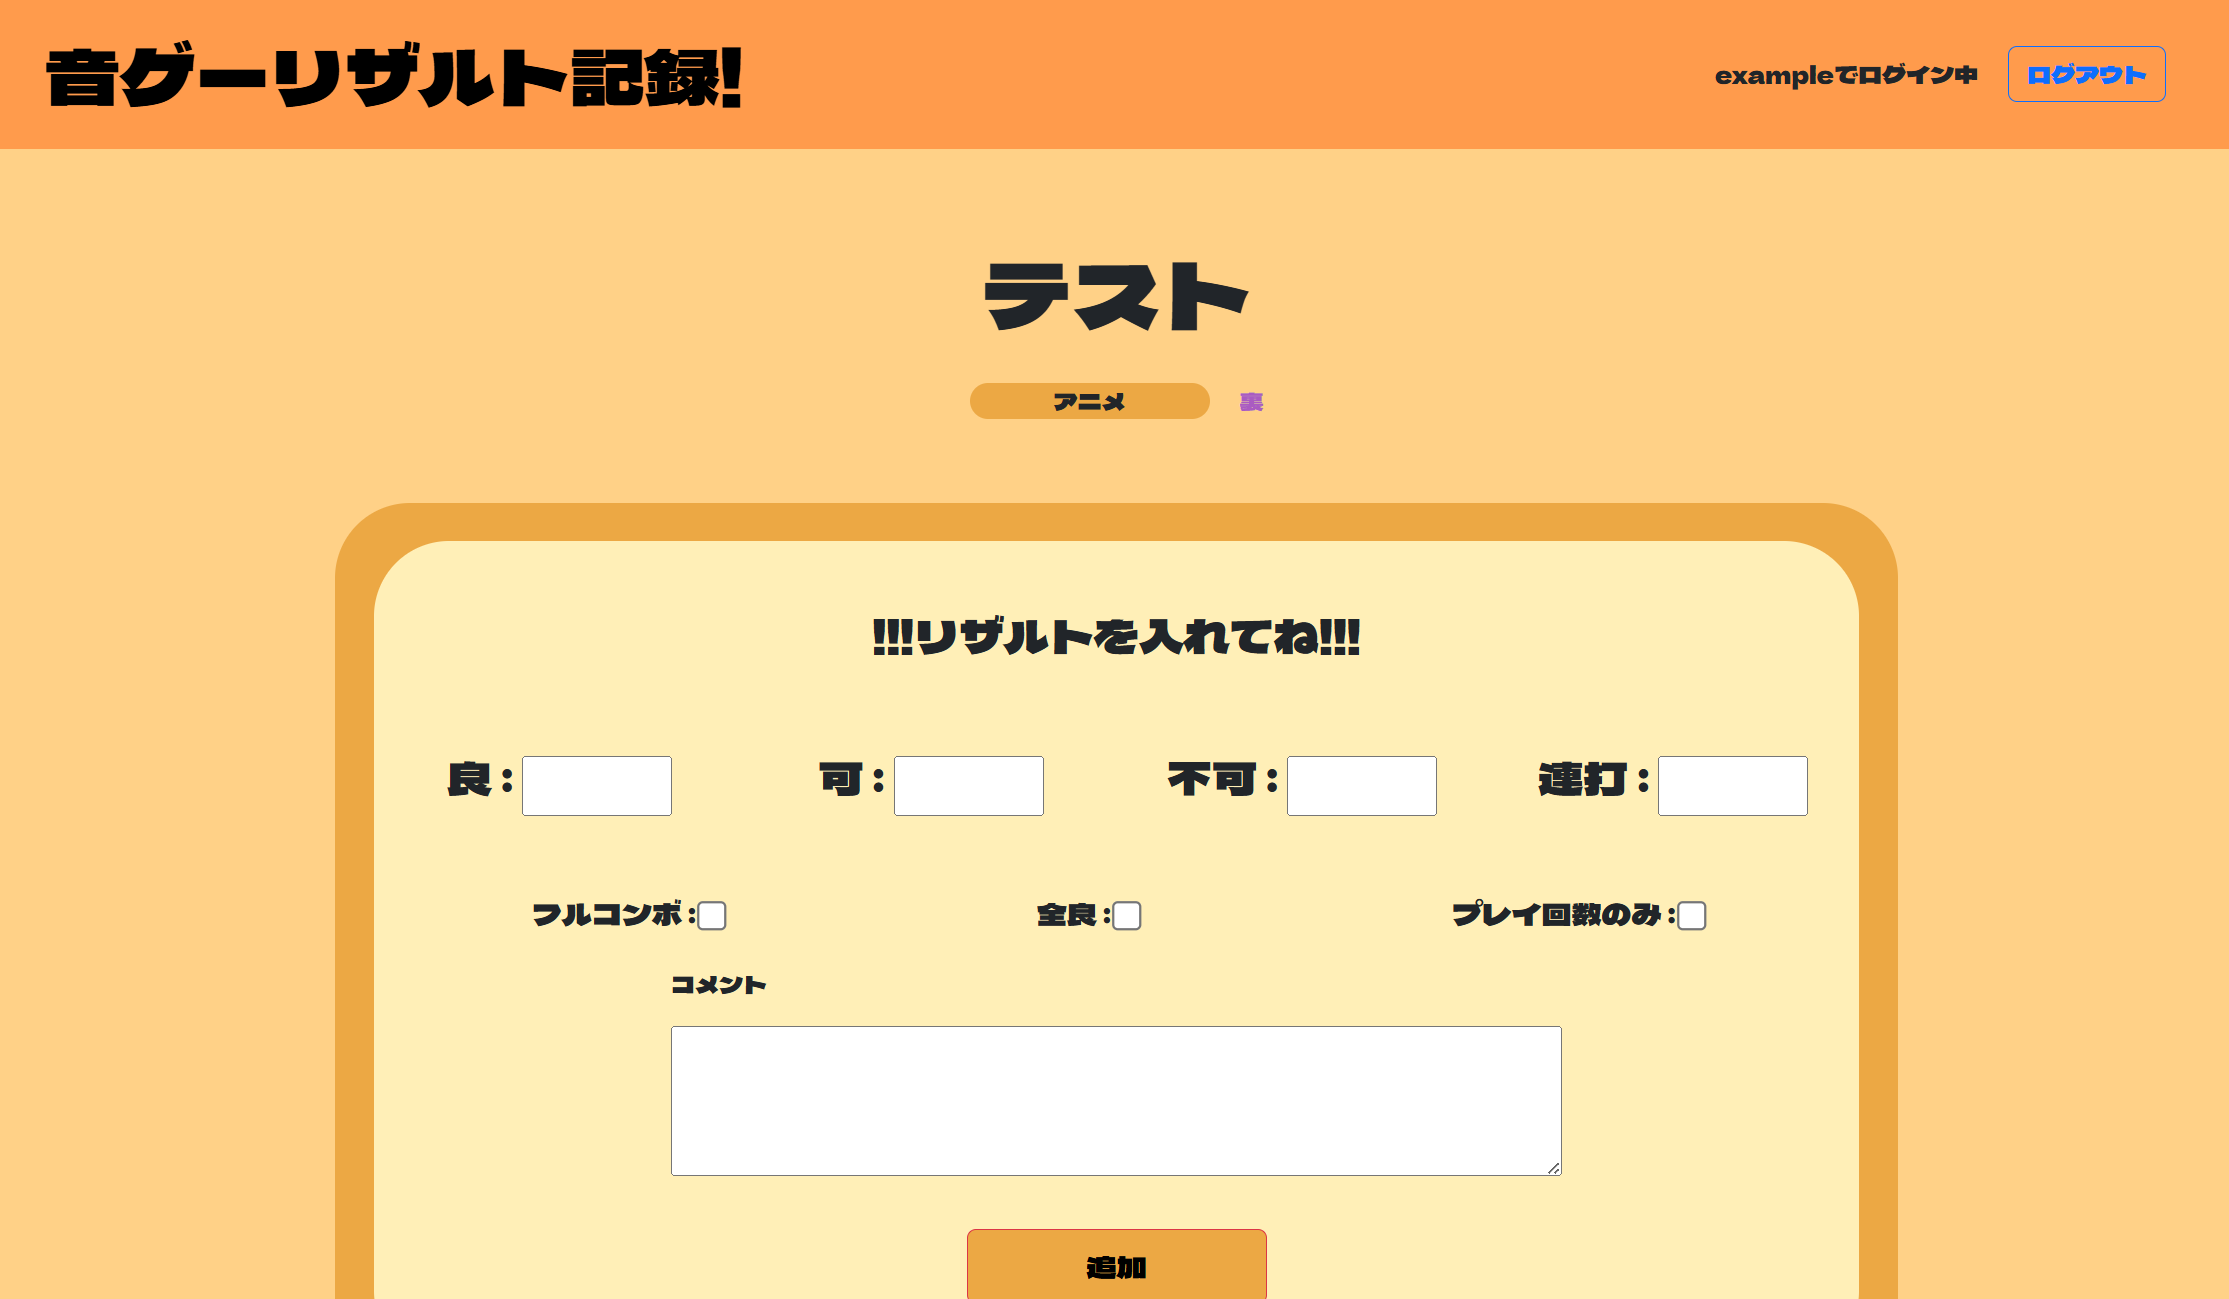 音ゲーリザルト記録!
exampleでログイン中 ログアウト
テスト
アニメ 裏
!!!リザルトを入れてね!!!
良 : 可 : 不可 : 連打 :
フルコンボ : 全良 : プレイ回数のみ :
コメント
追加